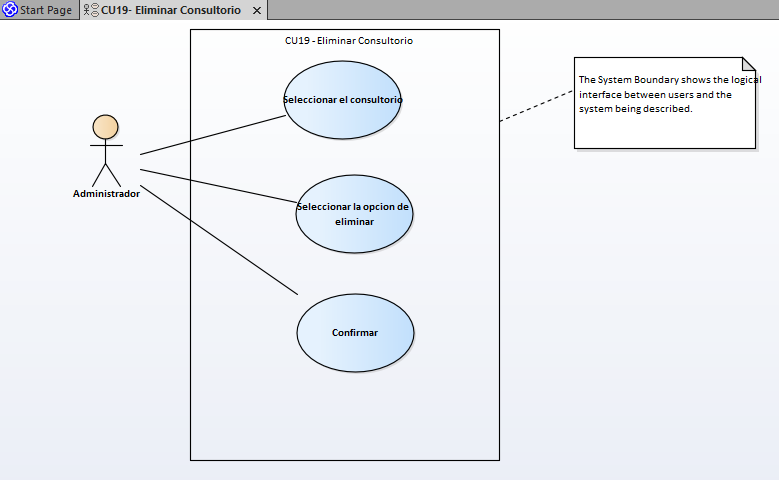 Start Page
CU19- Eliminar Consultorio
CU19 - Eliminar Consultorio
Seleccionar el consultorio
The System Boundary shows the logical
interface between users and the
system being described.
Administrador
Seleccionar la opcion de
eliminar
Confirmar